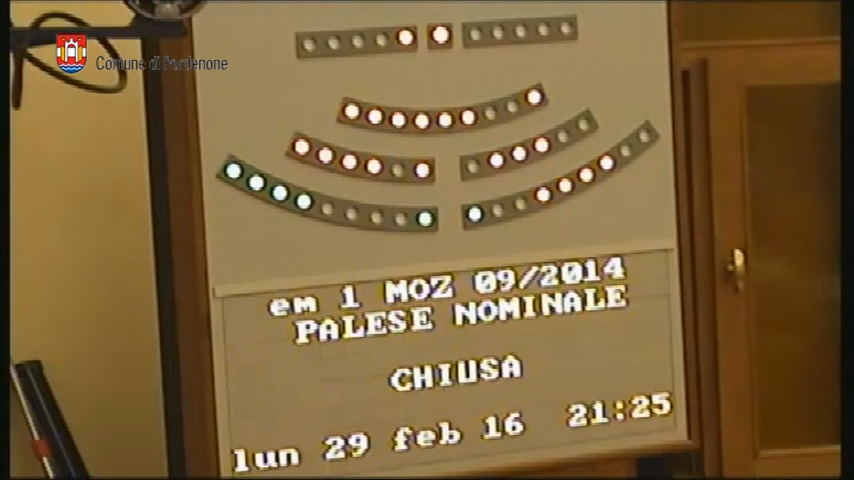 Comune di Pordenone
em 1 MOZ 09/2014
PALESE NOMINALE
CHIUSA
lun 29 feb 16 21:25